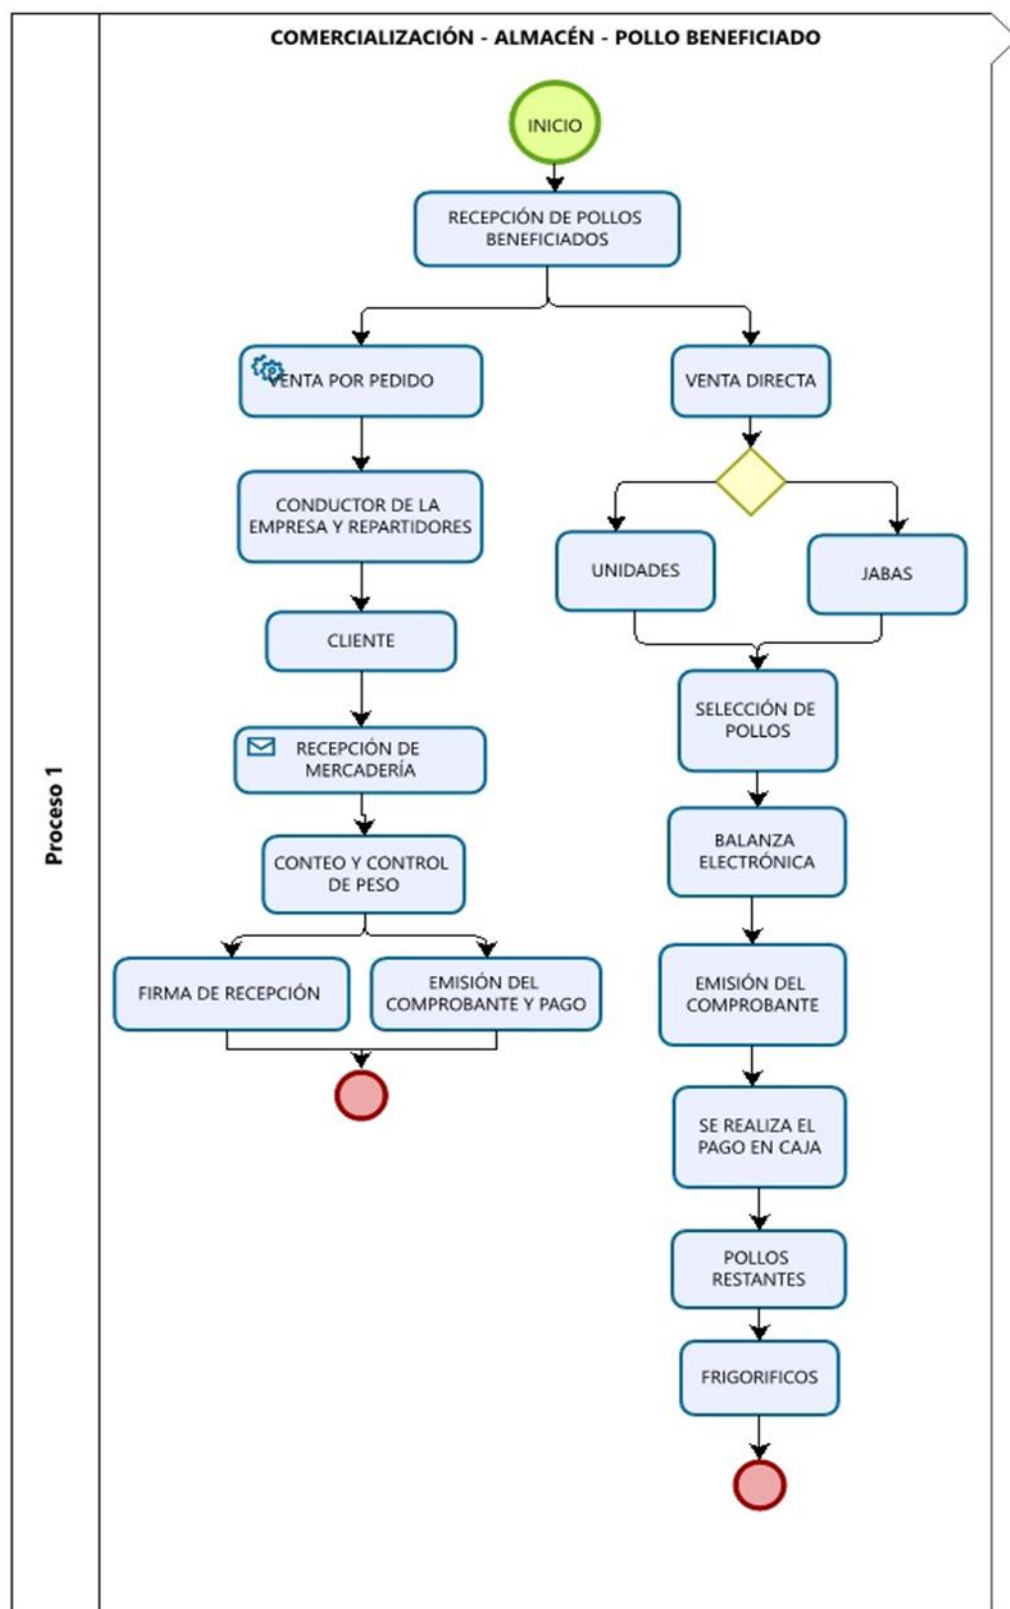 COMERCIALIZACIÓN - ALMACÉN - POLLO BENEFICIADO
Proceso 1
INICIO
RECEPCIÓN DE POLLOS
BENEFICIADOS
VENTA POR PEDIDO
VENTA DIRECTA
CONDUCTOR DE LA
EMPRESA Y REPARTIDORES
UNIDADES
JABAS
CLIENTE
SELECCIÓN DE
POLLOS
RECEPCIÓN DE
MERCADERÍA
BALANZA
ELECTRÓNICA
CONTEO Y CONTROL
DE PESO
FIRMA DE RECEPCIÓN
EMISIÓN DEL
COMPROBANTE Y PAGO
EMISIÓN DEL
COMPROBANTE
SE REALIZA EL
PAGO EN CAJA
POLLOS
RESTANTES
FRIGORIFICOS